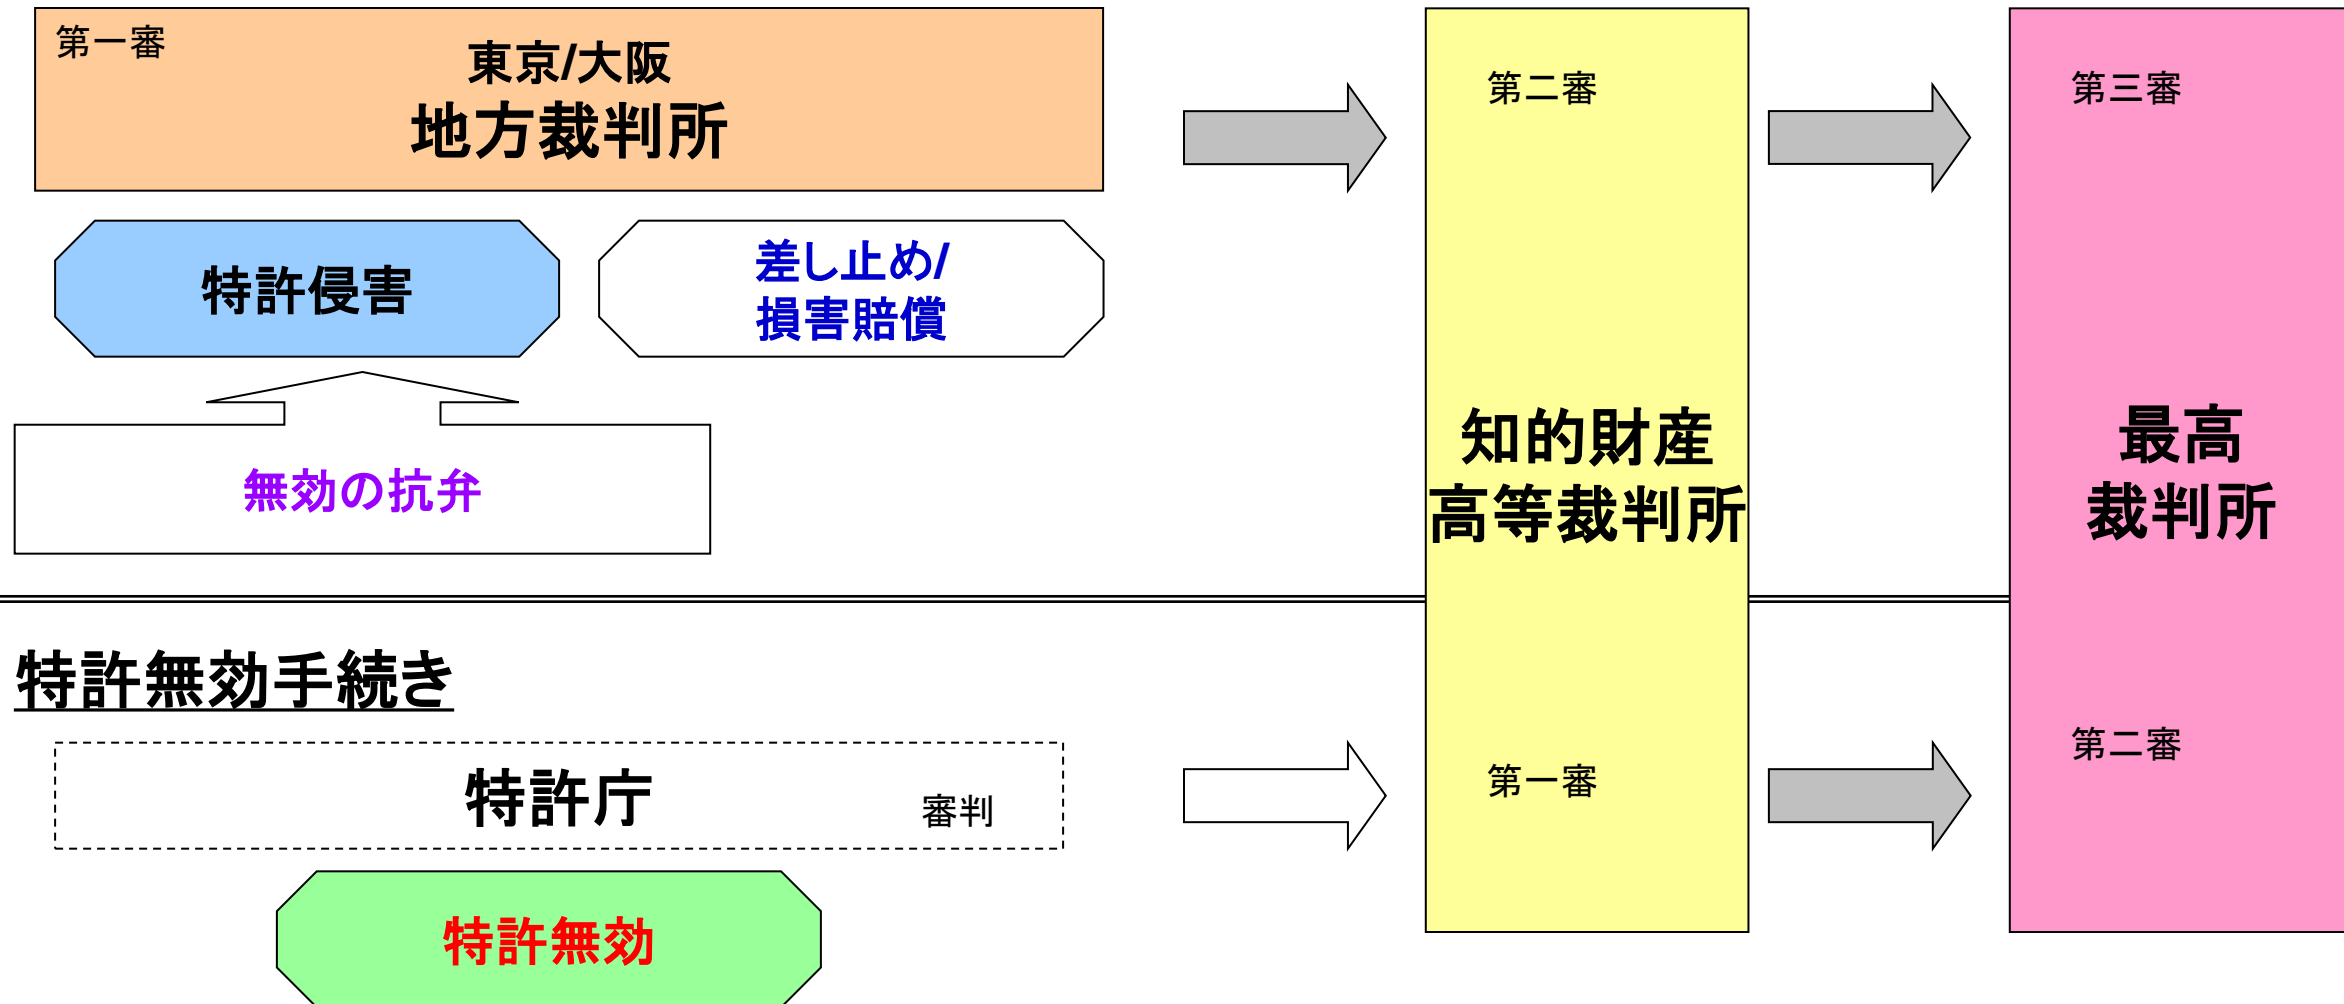 第一審
東京/大阪
地方裁判所
特許侵害
差し止め/
損害賠償
無効の抗弁
第二審
知的財産
高等裁判所
第一審
第三審
最高
裁判所
第二審
特許無効手続き
特許庁
審判
特許無効